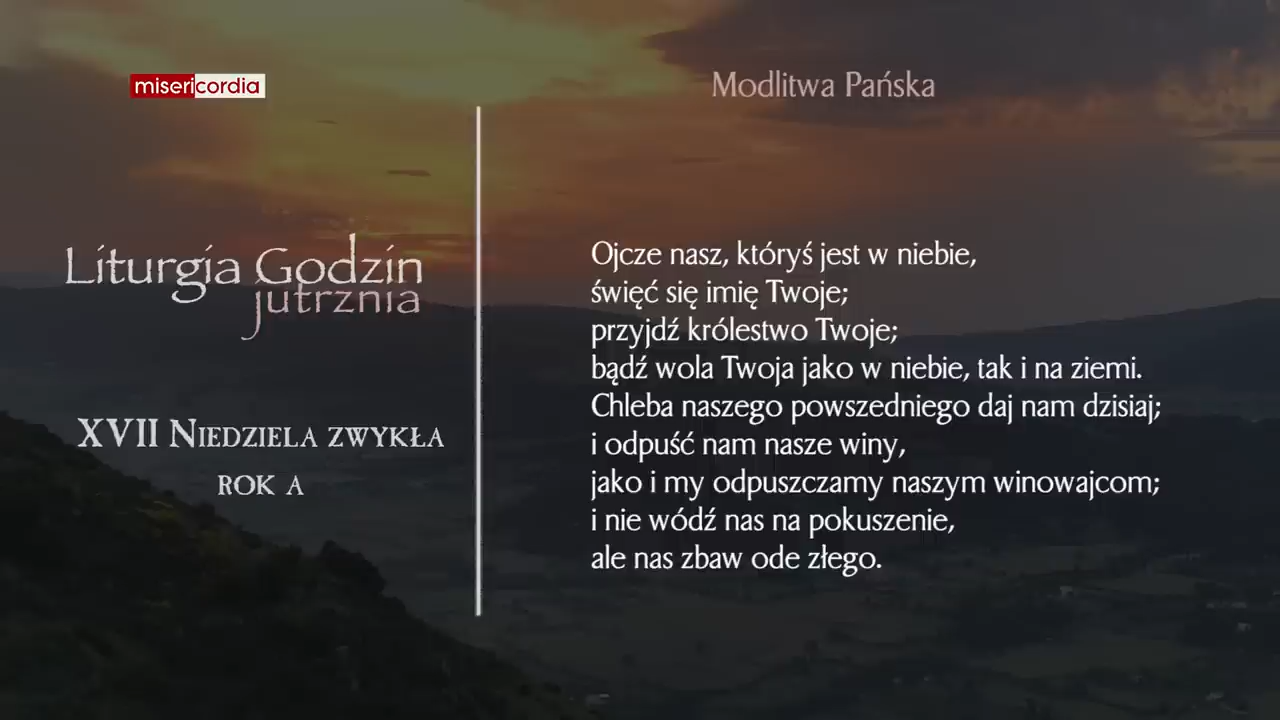 misericordia
Liturgia Godzin
jutrznia
XVII Niedziela zwykła
rok A
Modlitwa Pańska
Ojcze nasz, któryś jest w niebie,
święć się imię Twoje;
przyjdź królestwo Twoje;
bądź wola Twoja jako w niebie, tak i na ziemi.
Chleba naszego powszedniego daj nam dzisiaj;
i odpuść nam nasze winy,
jako i my odpuszczamy naszym winowajcom;
i nie wódź nas na pokuszenie,
ale nas zbaw ode złego.